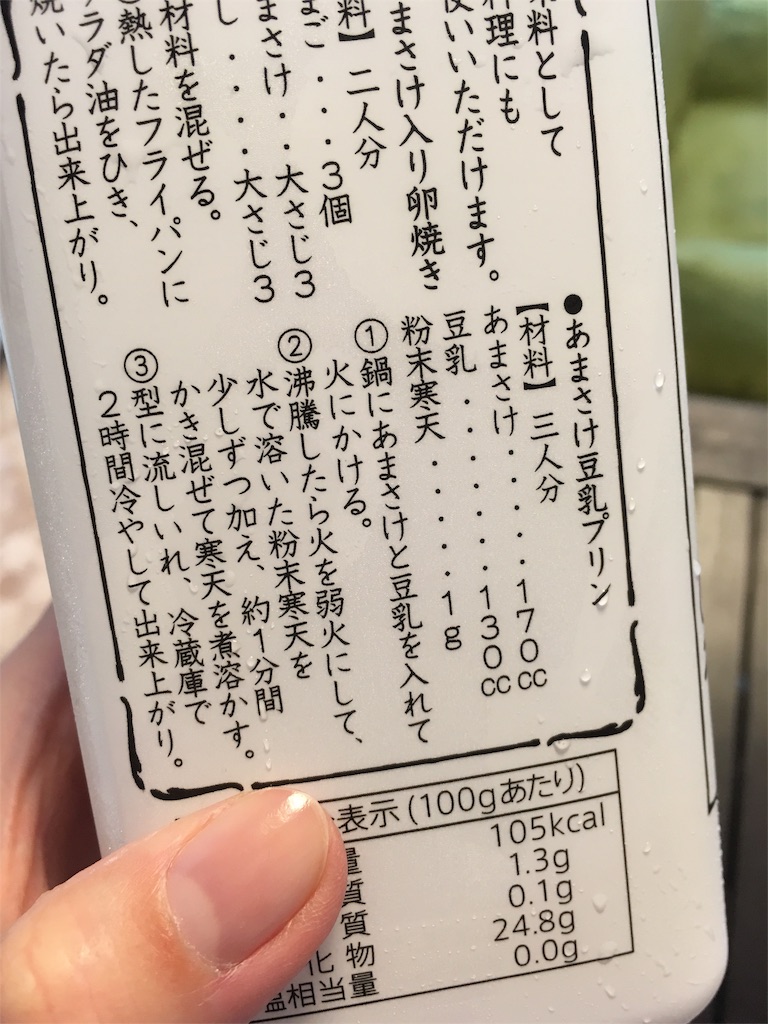 料として
料理にも
使いいただけます。
まさけ入り卵焼き
料】 二人分
まご・・・3個
まさけ・・大さじ3
し・・・・大さじ3
材料を混ぜる。
熱したフライパンに
ラダ油をひき、
焼いたら出来上がり。
●あまさけ豆乳プリン
【材料】 三人分
あまさけ・・・・・170cc
豆乳・・・・・・・130cc
粉末寒天・・・・・1g
①鍋にあまさけと豆乳を入れて
火にかける。
②沸騰したら火を弱火にして、
水で溶いた粉末寒天を
少しずつ加え、約1分間
かき混ぜて寒天を煮溶かす。
③型に流しいれ、冷蔵庫で
2時間冷やして出来上がり。
表示(100gあたり)
105kcal
量 1.3g
質 0.1g
質 24.8g
化物 0.0g
塩相当量